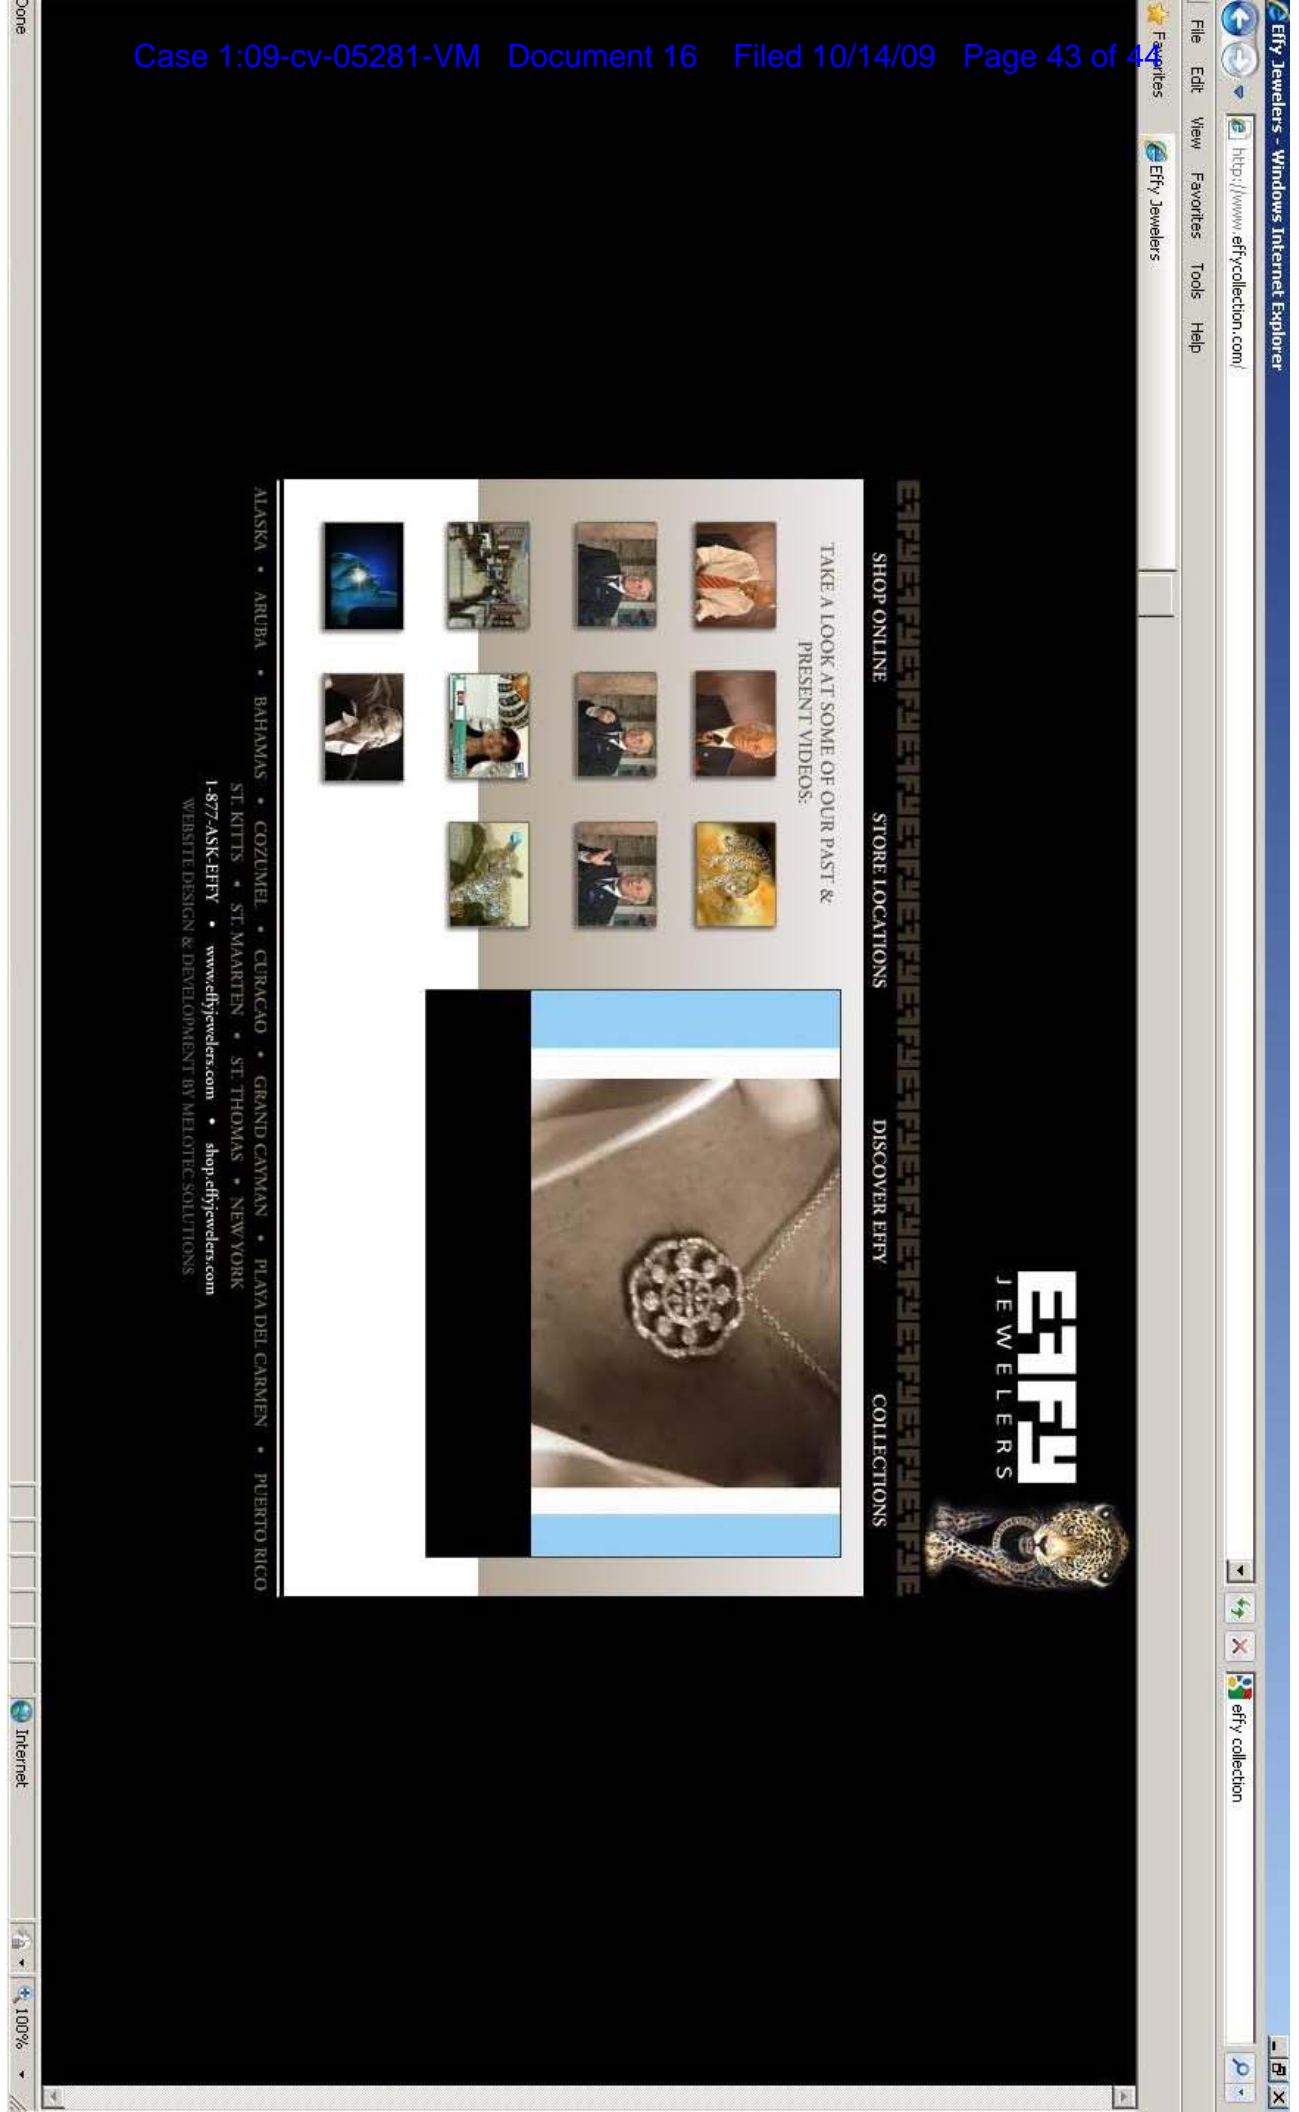 Case 1:09-cv-05281-VM Document 16 Filed 10/14/09 Page 43 of 44
Effy Jewelers - Windows Internet Explorer
http://www.effycollection.com/
effy collection
File Edit View Favorites Tools Help
Favorites
Effy Jewelers
EFFY
JEWELERS
SHOP ONLINE STORE LOCATIONS DISCOVER EFFY COLLECTIONS
TAKE A LOOK AT SOME OF OUR PAST &
PRESENT VIDEOS:
ALASKA • ARUBA • BAHAMAS • COZUMEL • CURACAO • GRAND CAYMAN • PLAYA DEL CARMEN • PUERTO RICO
ST. KITTS • ST. MAARTEN • ST. THOMAS • NEW YORK
1-877-ASK-EFFY • www.effyjewelers.com • shop.effyjewelers.com
WEBSITE DESIGN & DEVELOPMENT BY MELOTEC SOLUTIONS
Done
Internet
100%